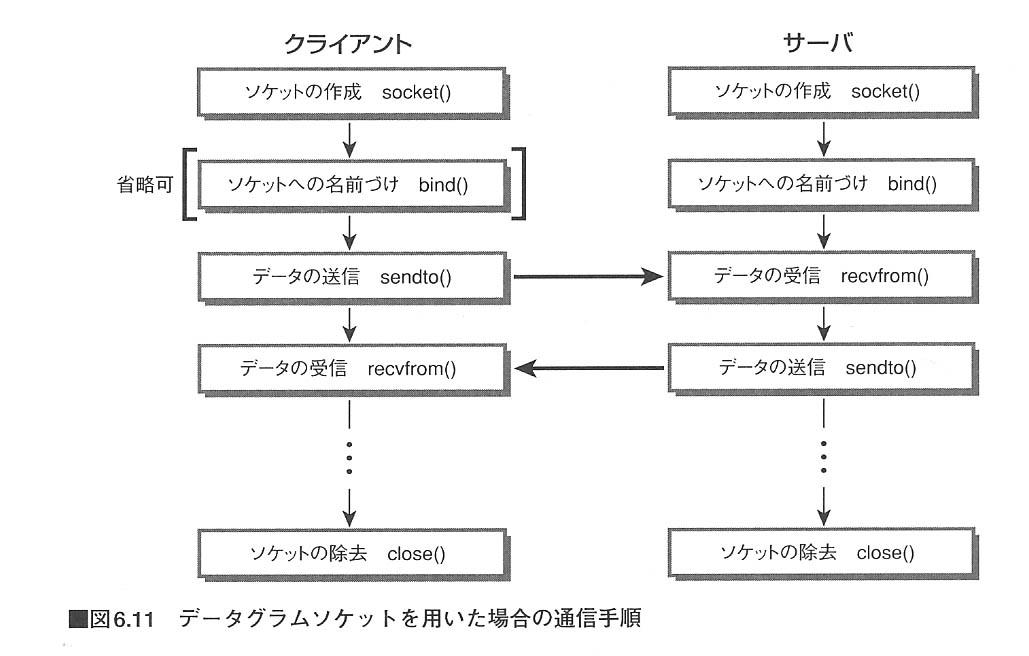 クライアント
サーバ
ソケットの作成 socket()
ソケットの作成 socket()
省略可
ソケットへの名前づけ bind()
ソケットへの名前づけ bind()
データの送信 sendto()
データの受信 recvfrom()
データの受信 recvfrom()
データの送信 sendto()
ソケットの除去 close()
ソケットの除去 close()
■図6.11 データグラムソケットを用いた場合の通信手順